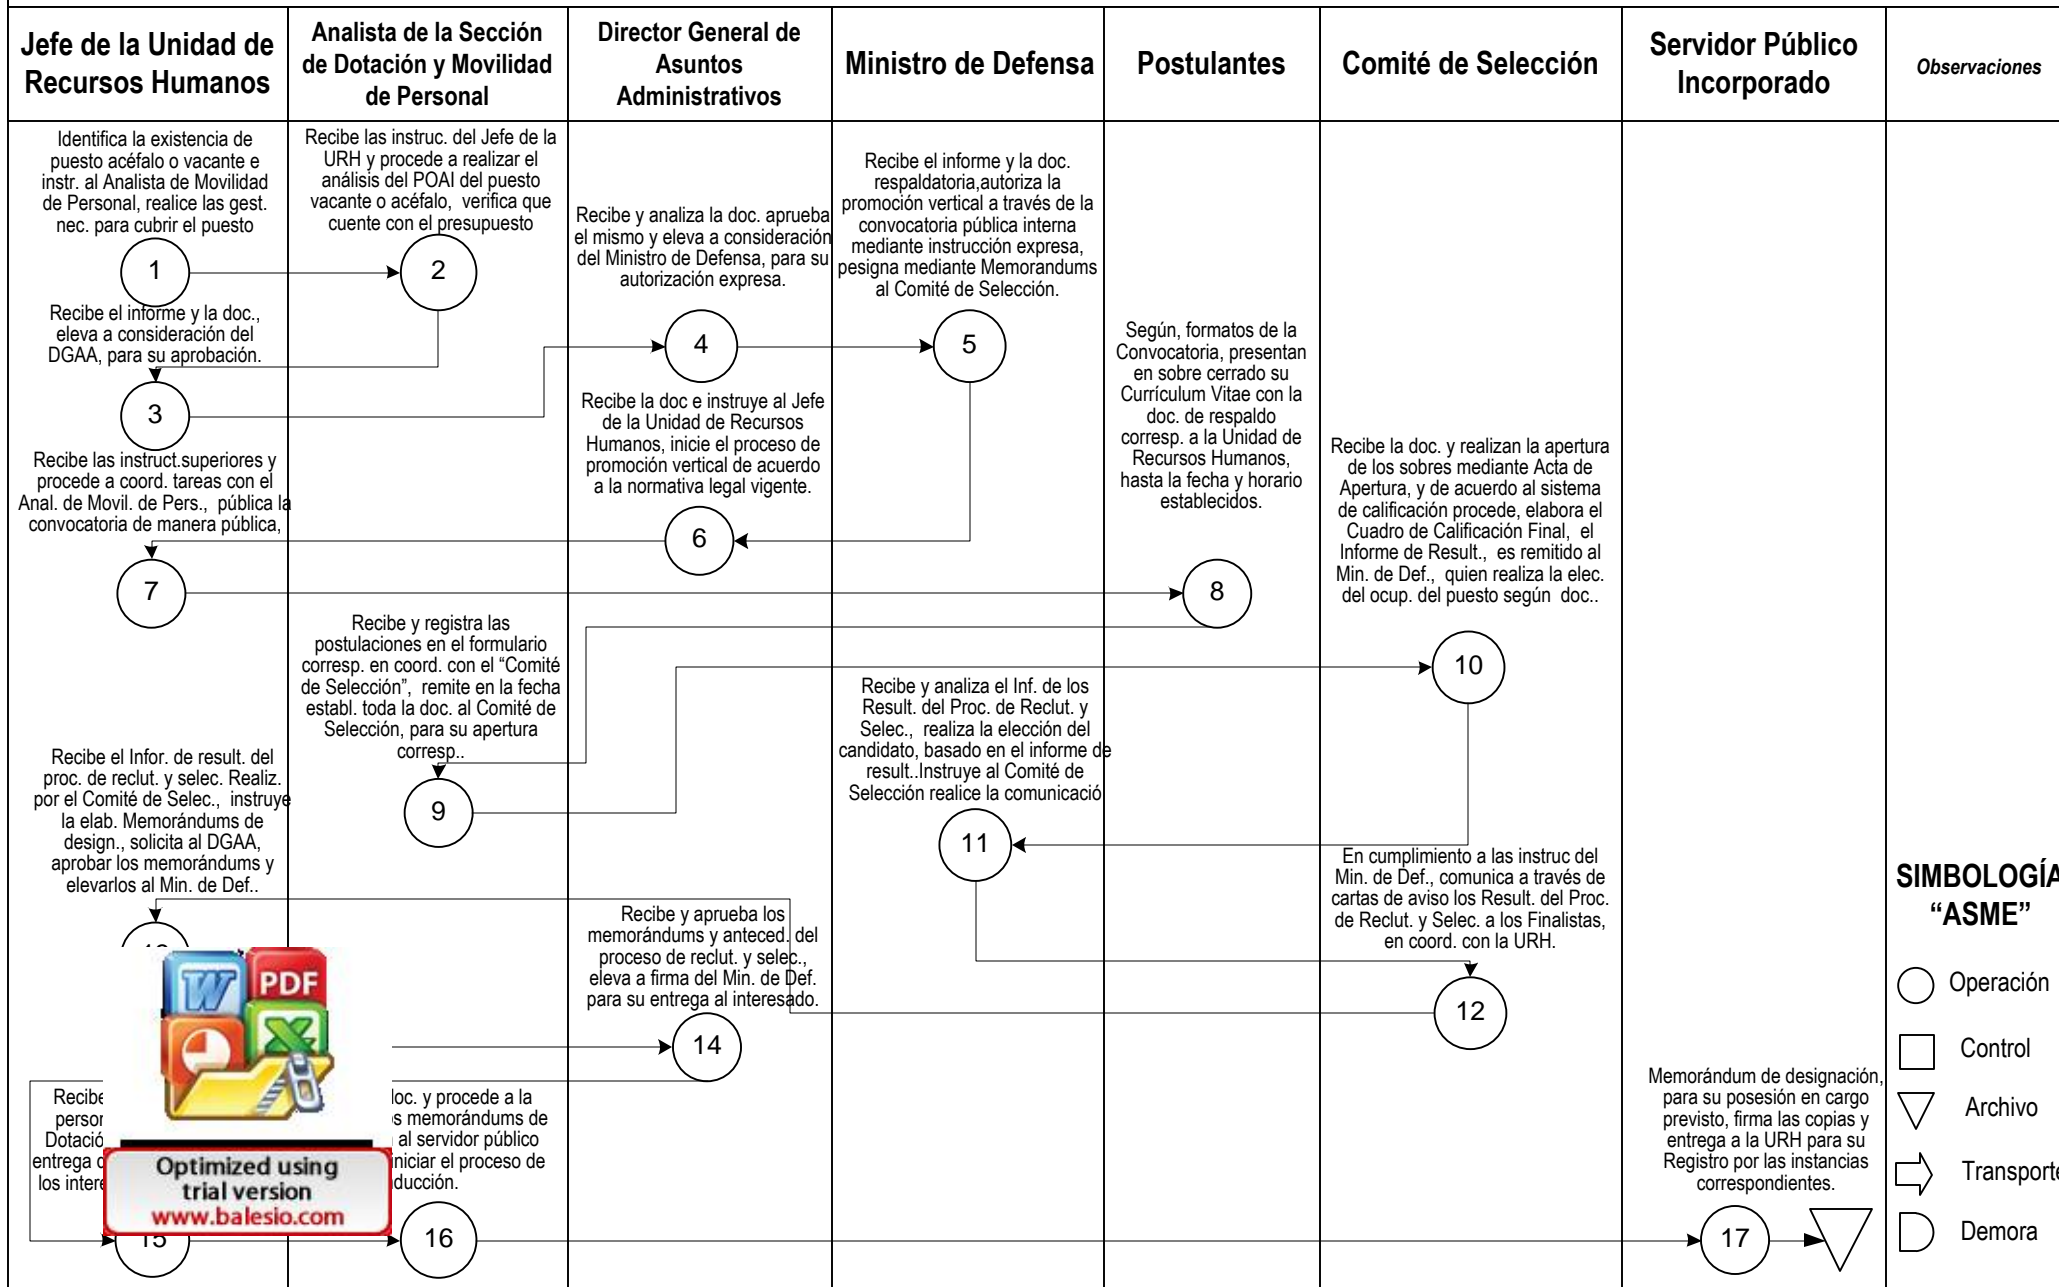 Jefe de la Unidad de
Recursos Humanos
Analista de la Sección
de Dotación y Movilidad
de Personal
Director General de
Asuntos
Administrativos
Ministro de Defensa
Postulantes
Comité de Selección
Servidor Público
Incorporado
Observaciones
Identifica la existencia de
puesto acéfalo o vacante e
instr. al Analista de Movilidad
de Personal, realice las gest.
nec. para cubrir el puesto
1
Recibe las instruc. del Jefe de la
URH y procede a realizar el
análisis del POAI del puesto
vacante o acéfalo, verifica que
cuente con el presupuesto
2
Recibe el informe y la doc.,
eleva a consideración del
DGAA, para su aprobación.
3
Recibe y analiza la doc. aprueba
el mismo y eleva a consideración
del Ministro de Defensa, para su
autorización expresa.
4
Recibe el informe y la doc.
respaldatoria,autoriza la
promoción vertical a través de la
convocatoria pública interna
mediante instrucción expresa,
pesigna mediante Memorandums
al Comité de Selección.
5
Recibe la doc e instruye al Jefe
de la Unidad de Recursos
Humanos, inicie el proceso de
promoción vertical de acuerdo
a la normativa legal vigente.
6
Recibe las instruct.superiores y
procede a coord. tareas con el
Anal. de Movil. de Pers., pública la
convocatoria de manera pública,
7
Según, formatos de la
Convocatoria, presentan
en sobre cerrado su
Currículum Vitae con la
doc. de respaldo
corresp. a la Unidad de
Recursos Humanos,
hasta la fecha y horario
establecidos.
8
Recibe y registra las
postulaciones en el formulario
corresp. en coord. con el “Comité
de Selección”, remite en la fecha
establ. toda la doc. al Comité de
Selección, para su apertura
corresp..
9
Recibe la doc. y realizan la apertura
de los sobres mediante Acta de
Apertura, y de acuerdo al sistema
de calificación procede, elabora el
Cuadro de Calificación Final, el
Informe de Result., es remitido al
Min. de Def., quien realiza la elec.
del ocup. del puesto según doc..
10
Recibe y analiza el Inf. de los
Result. del Proc. de Reclut. y
Selec., realiza la elección del
candidato, basado en el informe de
result..Instruye al Comité de
Selección realice la comunicació
11
En cumplimiento a las instruc del
Min. de Def., comunica a través de
cartas de aviso los Result. del Proc.
de Reclut. y Selec. a los Finalistas,
en coord. con la URH.
12
Recibe el Infor. de result. del
proc. de reclut. y selec. Realiz.
por el Comité de Selec., instruye
la elab. Memorándums de
design., solicita al DGAA,
aprobar los memorándums y
elevarlos al Min. de Def..
Recibe y aprueba los
memorándums y anteced. del
proceso de reclut. y selec.,
eleva a firma del Min. de Def.
para su entrega al interesado.
14
Recibe
person
Dotació
entrega
los inter
15
doc. y procede a la
memorándums de
al servidor público
iniciar el proceso de
ducción.
16
Memorándum de designación,
para su posesión en cargo
previsto, firma las copias y
entrega a la URH para su
Registro por las instancias
correspondientes.
17
SIMBOLOGÍA
“ASME”
Operación
Control
Archivo
Transporte
Demora
W
PDF
X
Optimized using
trial version
www.balesio.com